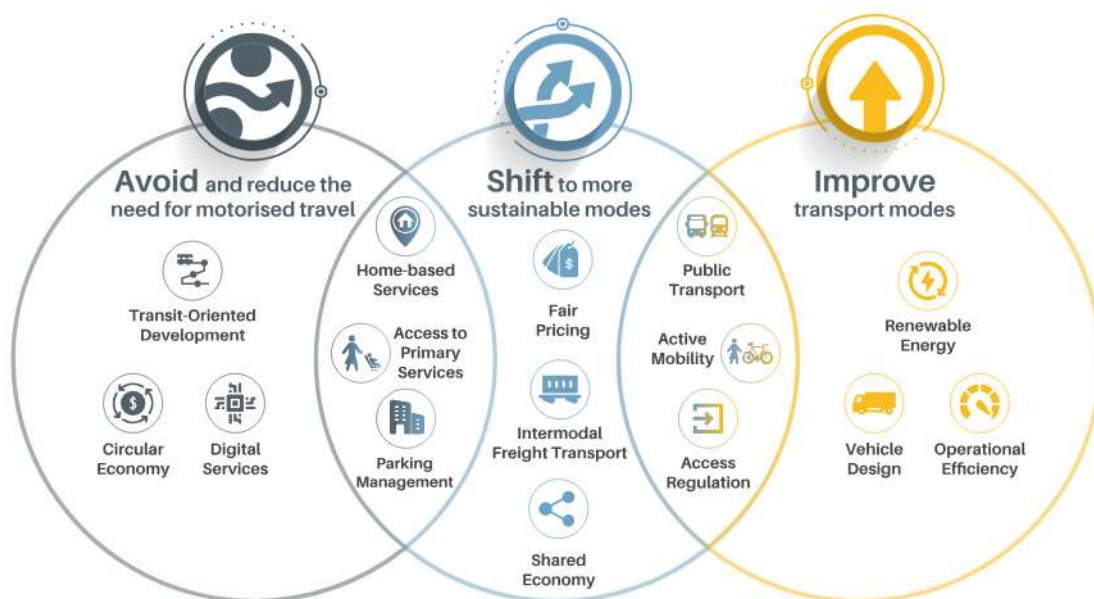 Avoid and reduce the
need for motorised travel
Transit-Oriented
Development
Circular
Economy
Digital
Services
Home-based
Services
Access to
Primary
Services
Parking
Management
Shift to more
sustainable modes
$
Fair
Pricing
Intermodal
Freight Transport
Shared
Economy
Public
Transport
Active
Mobility
Access
Regulation
Improve
transport modes
Renewable
Energy
Vehicle
Design
Operational
Efficiency